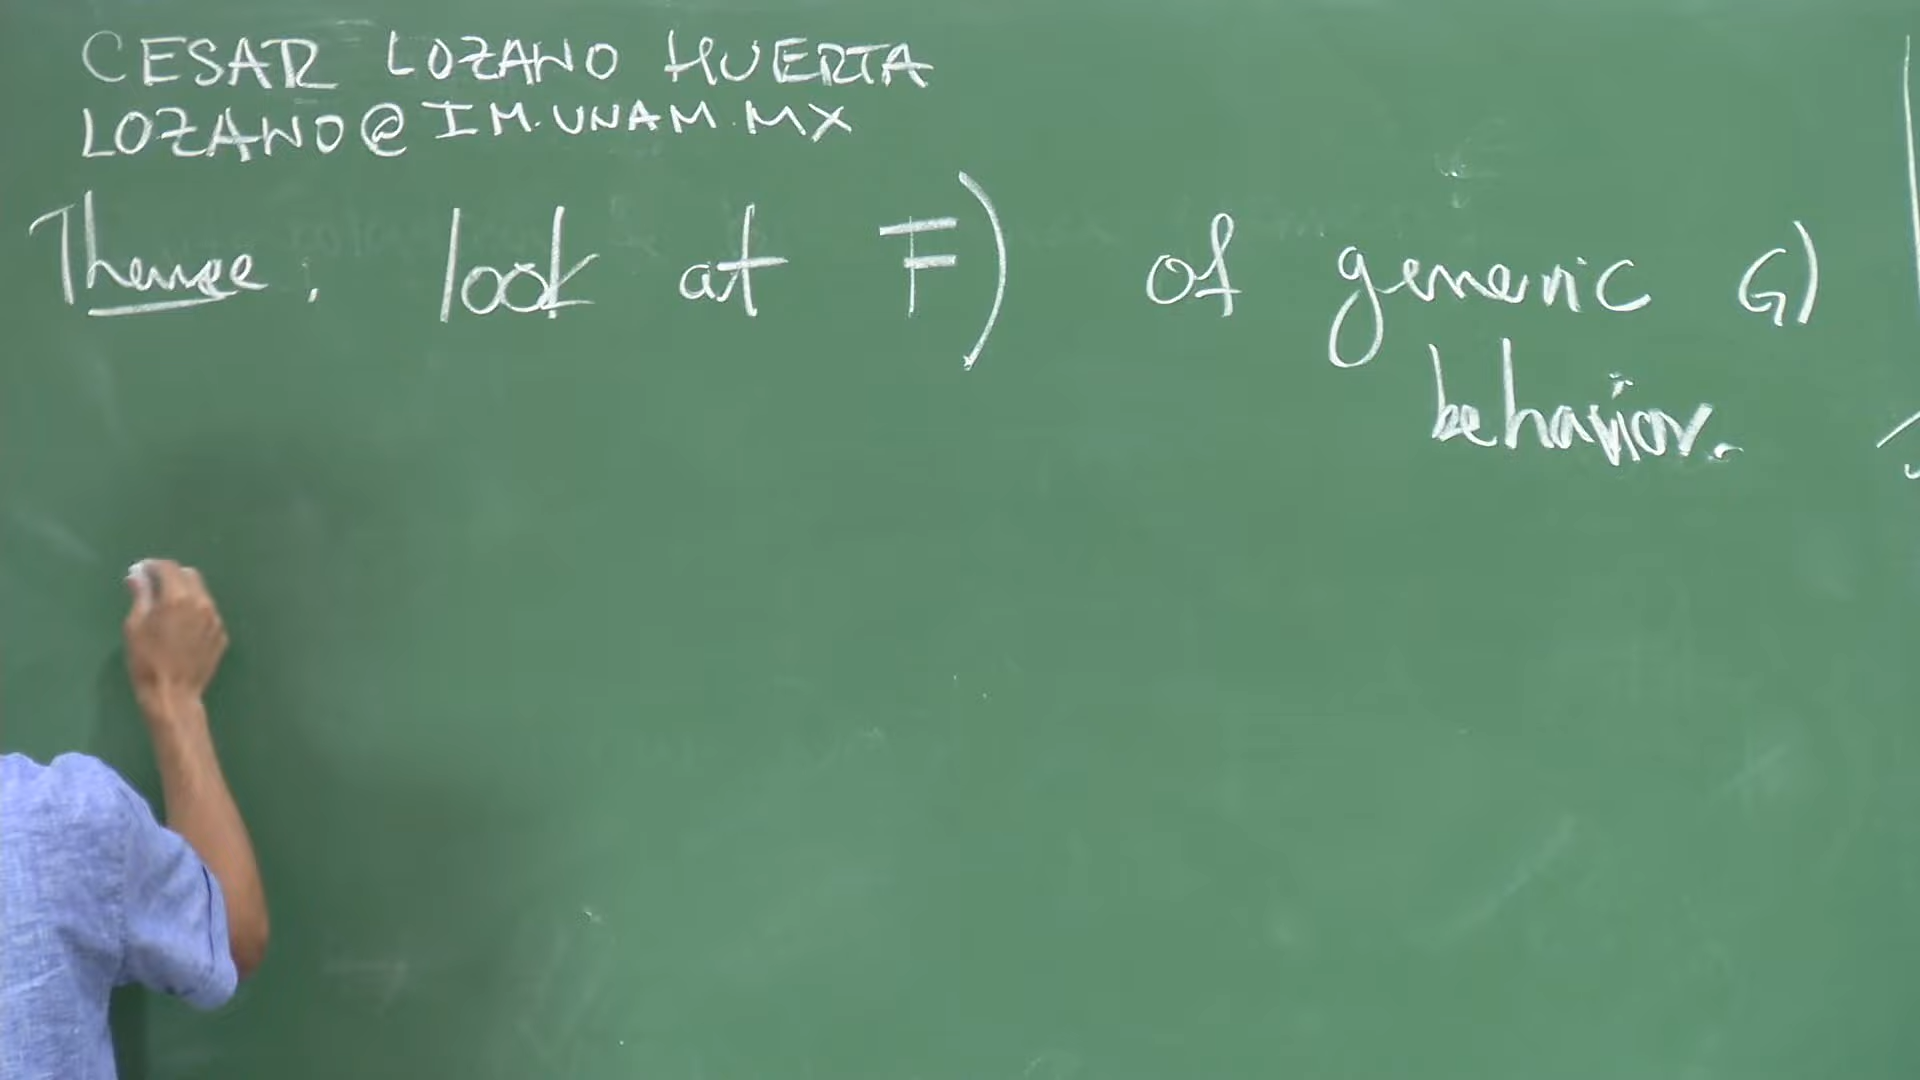 CESAR LOZANO HUERTA
LOZANO@IM.UNAM.MX
Theme: look at F) of generic G)
behavior.